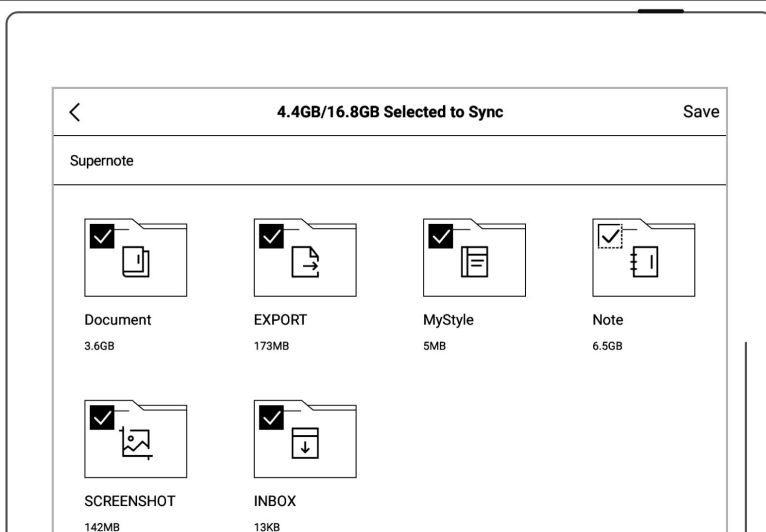 4.4GB/16.8GB Selected to Sync Save
Supernote
Document EXPORT MyStyle Note
3.6GB 173MB 5MB 6.5GB
SCREENSHOT INBOX
142MB 13KB